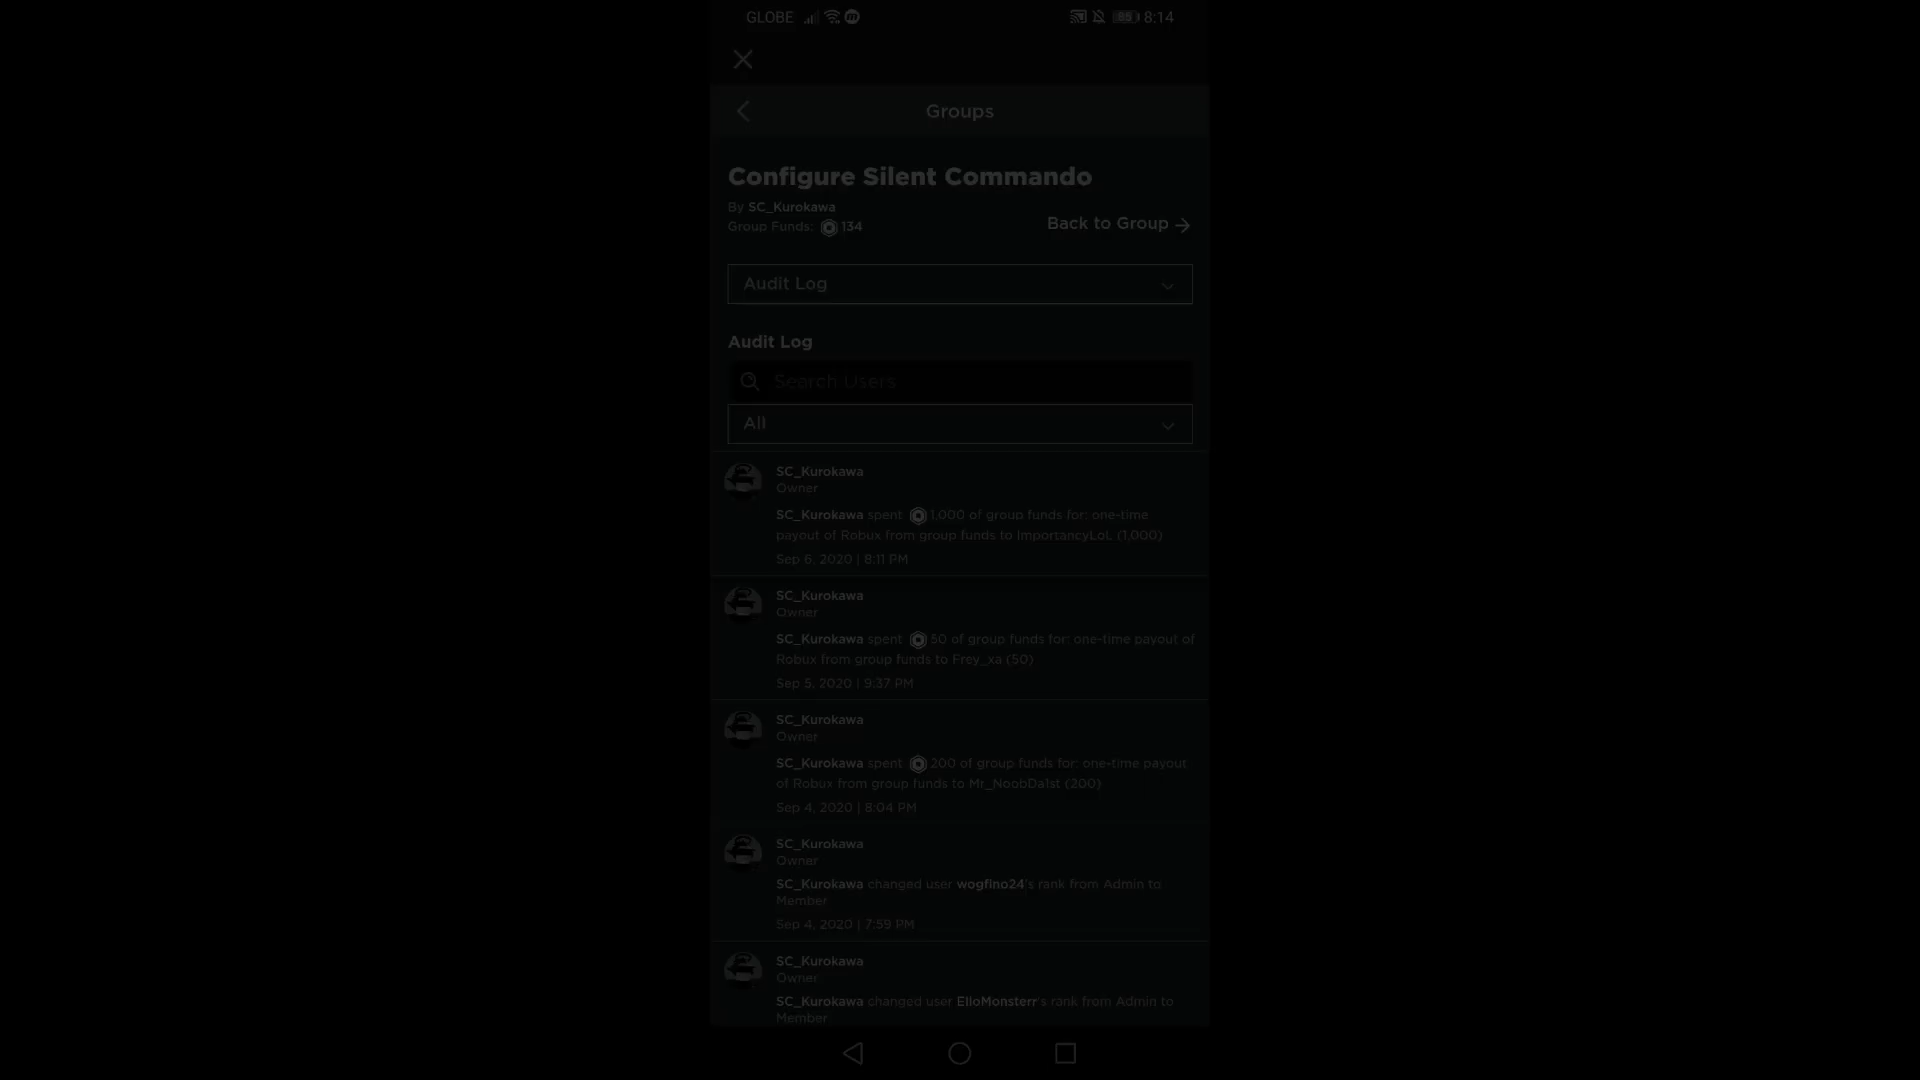 GLOBE 85 8:14
Groups
Configure Silent Commando
By SC_Kurokawa
Group Funds: 134
Back to Group
Audit Log
Audit Log
Search Users
All
SC_Kurokawa
Owner
SC_Kurokawa spent 1,000 of group funds for: one-time
payout of Robux from group funds to ImportancyLoL (1,000)
Sep 6, 2020 | 8:11 PM
SC_Kurokawa
Owner
SC_Kurokawa spent 50 of group funds for: one-time payout of
Robux from group funds to Frey_xa (50)
Sep 5, 2020 | 9:37 PM
SC_Kurokawa
Owner
SC_Kurokawa spent 200 of group funds for: one-time payout
of Robux from group funds to Mr_NoobDa1st (200)
Sep 4, 2020 | 8:04 PM
SC_Kurokawa
Owner
SC_Kurokawa changed user wogfino24's rank from Admin to
Member
Sep 4, 2020 | 7:59 PM
SC_Kurokawa
Owner
SC_Kurokawa changed user ElioMonsterr's rank from Admin to
Member